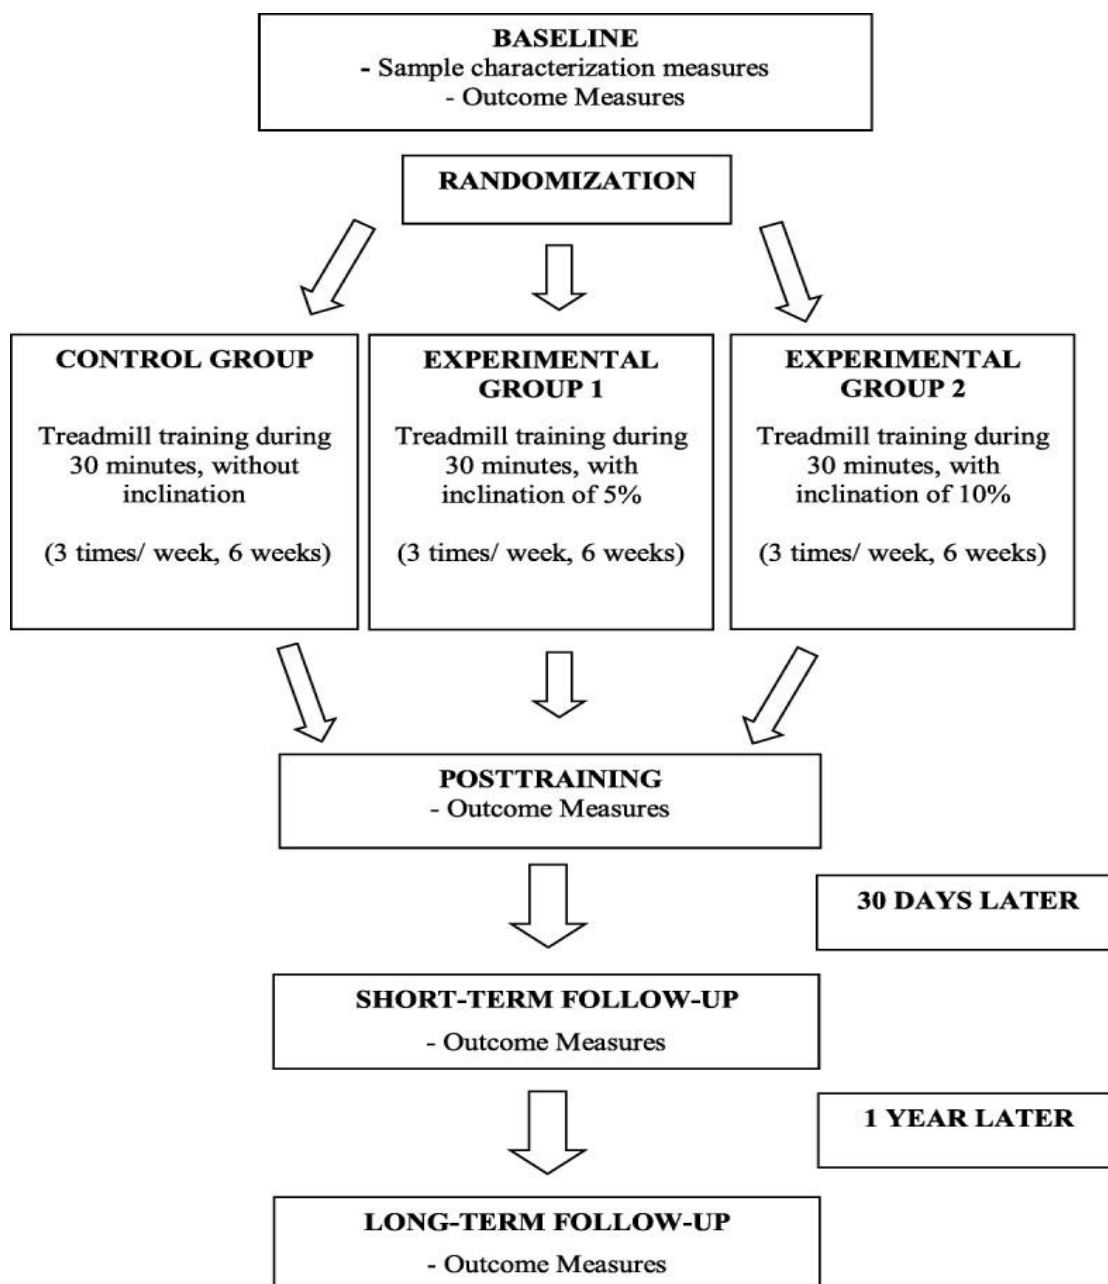 BASELINE
- Sample characterization measures
- Outcome Measures
RANDOMIZATION
CONTROL GROUP
Treadmill training during
30 minutes, without
inclination
(3 times/ week, 6 weeks)
EXPERIMENTAL
GROUP 1
Treadmill training during
30 minutes, with
inclination of 5%
(3 times/ week, 6 weeks)
EXPERIMENTAL
GROUP 2
Treadmill training during
30 minutes, with
inclination of 10%
(3 times/ week, 6 weeks)
POSTTRAINING
- Outcome Measures
30 DAYS LATER
SHORT-TERM FOLLOW-UP
- Outcome Measures
1 YEAR LATER
LONG-TERM FOLLOW-UP
- Outcome Measures